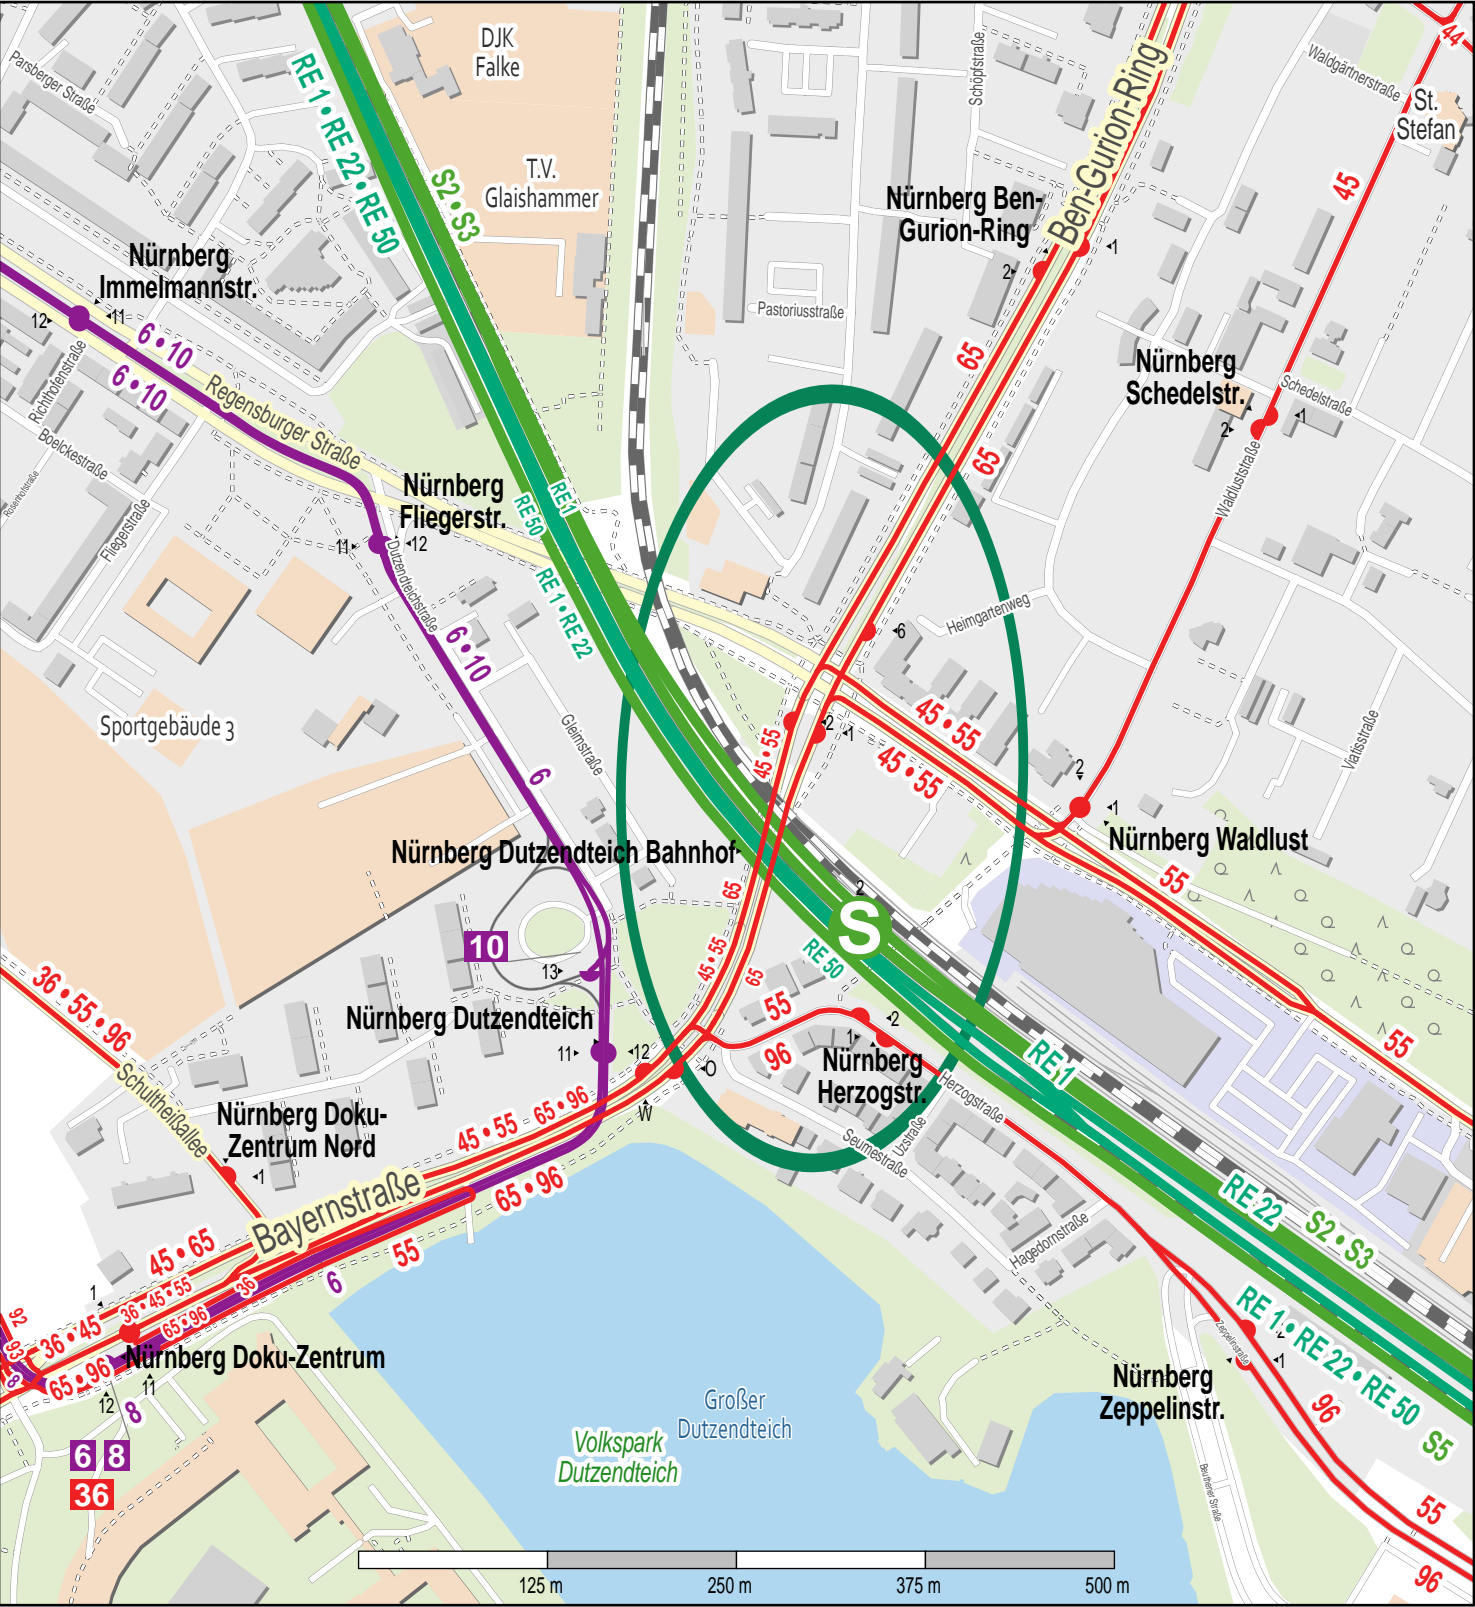 DJK
Falke
T.V.
Glaishammer
Parsberger Straße
RE 1 • RE 22 • RE 50
S2 • S3
Schöpfstraße
Ben-Gurion-Ring
Waldgärtnerstraße
44
St.
Stefan
45
Nürnberg Ben-
Gurion-Ring
2
1
Nürnberg
Immelmannstr.
12
11
6 • 10
6 • 10
Regensburger Straße
Richthofenstraße
Boelckestraße
Rosenholstraße
Fliegerstraße
Pastoriusstraße
65
65
Nürnberg
Schedelstr.
Schedelstraße
2
1
Waldluststraße
Nürnberg
Fliegerstr.
11
12
Dutzendteichstraße
RE 1
RE 50
RE 1 • RE 22
6 • 10
Heimgartenweg
6
Sportgebäude 3
Gleimstraße
6
45 • 55
2
1
45 • 55
45 • 55
Viatisstraße
2
1
Nürnberg Waldlust
55
Nürnberg Dutzendteich Bahnhof
65
2
S
RE 50
10
13
45 • 55
65
Nürnberg Dutzendteich
11
12
36 • 55 • 96
55
96
2
1
Nürnberg
Herzogstr.
RE 1
55
O
W
Schultheißallee
Nürnberg Doku-
Zentrum Nord
1
45 • 55
65 • 96
Herzogstraße
Seumestraße
Uzstraße
Bayernstraße
65 • 96
45 • 65
55
6
Hagedornstraße
RE 22
S2 • S3
1
36 • 45 • 55
36
65 • 96
36 • 45
65 • 96
92
93
8
Nürnberg Doku-Zentrum
12
11
8
RE 1 • RE 22 • RE 50
S5
Zeppelinstraße
2
1
Nürnberg
Zeppelinstr.
96
Großer
Dutzendteich
Volkspark
Dutzendteich
6 8
36
Beuthener Straße
55
96
125 m
250 m
375 m
500 m